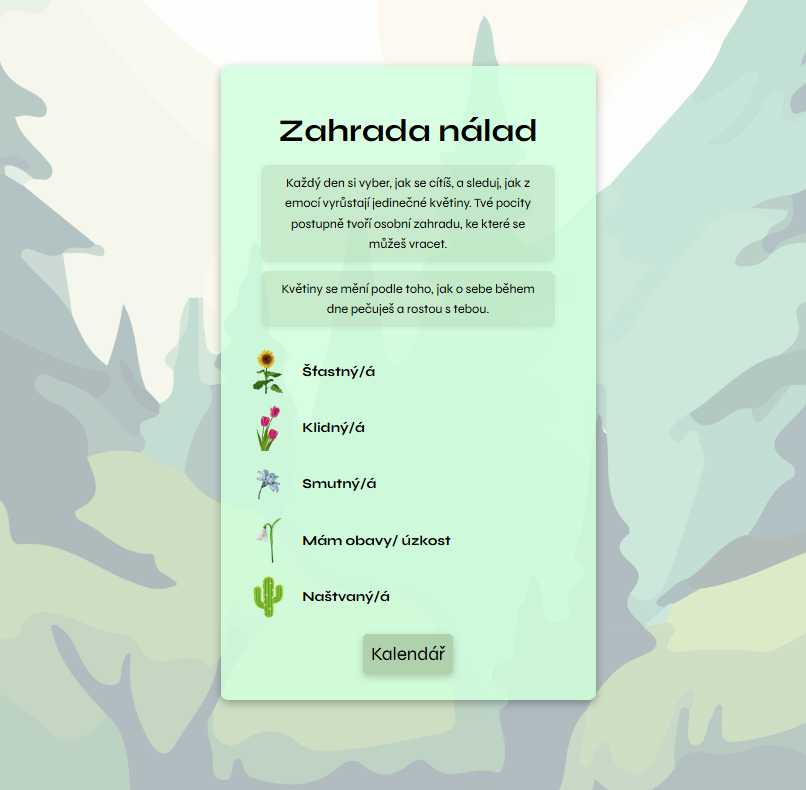 Zahrada nálad
Každý den si vyber, jak se cítíš, a sleduj, jak z
emocí vyrůstají jedinečné květiny. Tvé pocity
postupně tvoří osobní zahradu, ke které se
můžeš vracet.
Květiny se mění podle toho, jak o sebe během
dne pečuješ a rostou s tebou.
Šťastný/á
Klidný/á
Smutný/á
Mám obavy/ úzkost
Naštvaný/á
Kalendář